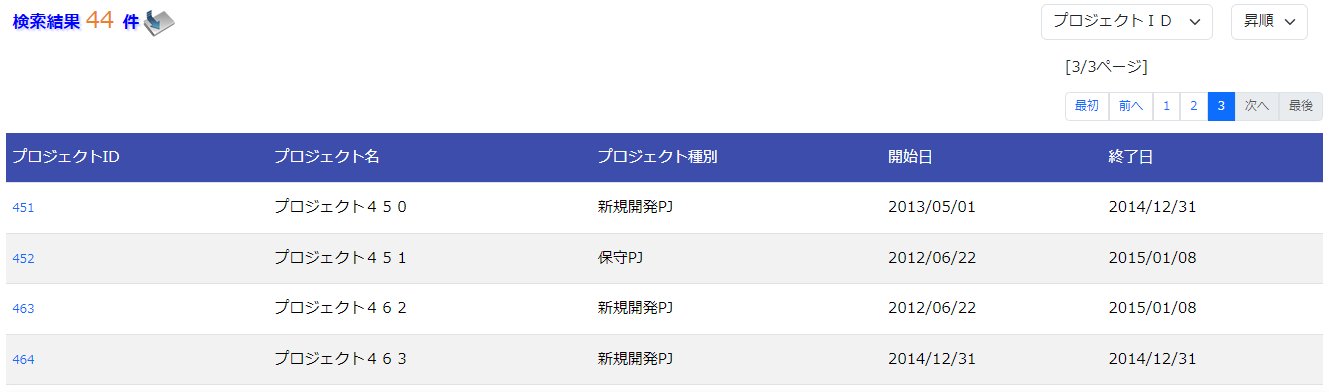 検索結果 44 件 プロジェクトＩＤ 昇順
[3/3ページ]
最初 前へ 1 2 3 次へ 最後
プロジェクトID プロジェクト名 プロジェクト種別 開始日 終了日
451 プロジェクト４５０ 新規開発PJ 2013/05/01 2014/12/31
452 プロジェクト４５１ 保守PJ 2012/06/22 2015/01/08
463 プロジェクト４６２ 新規開発PJ 2012/06/22 2015/01/08
464 プロジェクト４６３ 新規開発PJ 2014/12/31 2014/12/31